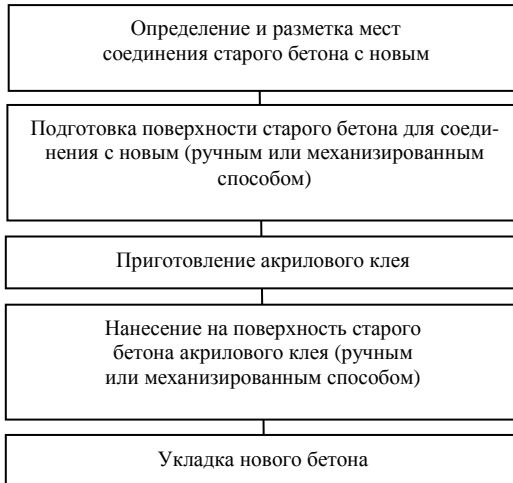 Определение и разметка мест
соединения старого бетона с новым
Подготовка поверхности старого бетона для соеди-
нения с новым (ручным или механизированным
способом)
Приготовление акрилового клея
Нанесение на поверхность старого
бетона акрилового клея (ручным
или механизированным способом)
Укладка нового бетона